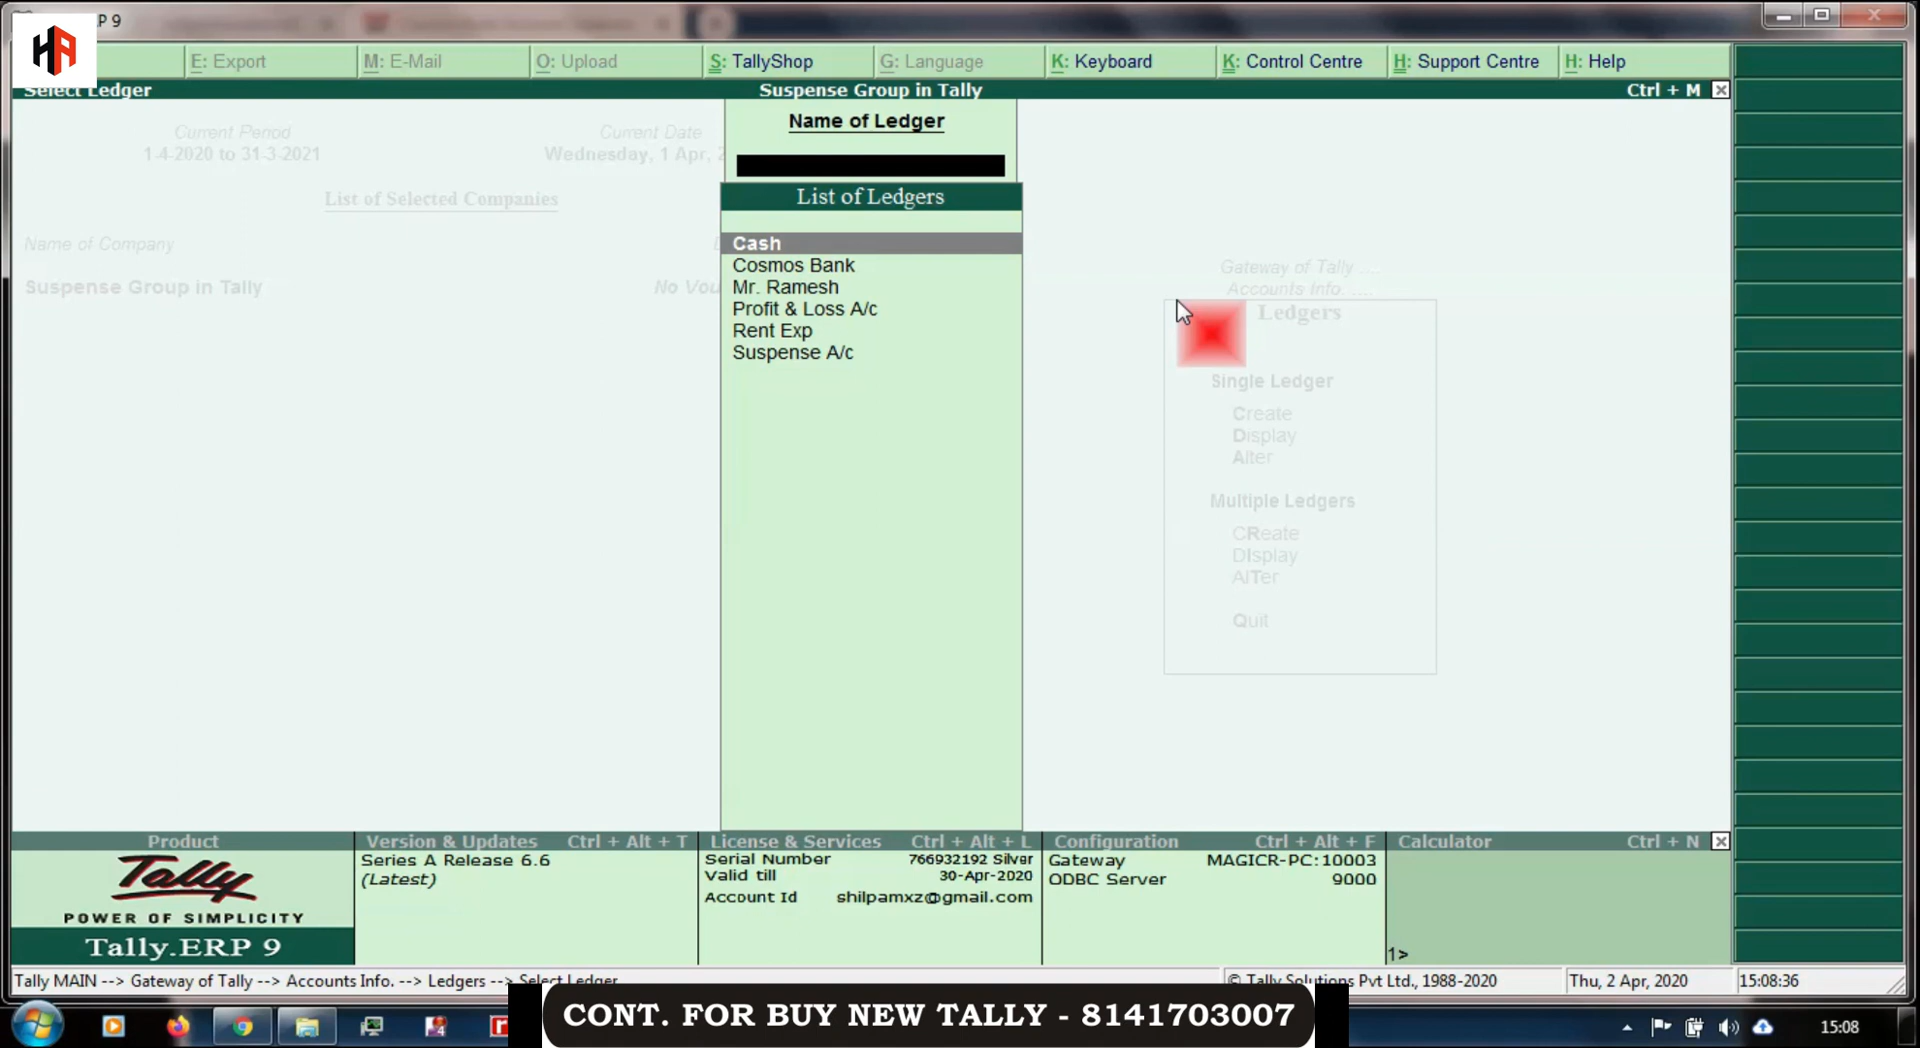 RP 9
HA
E: Export
M: E-Mail
O: Upload
S: TallyShop
G: Language
K: Keyboard
K: Control Centre
H: Support Centre
H: Help
Select Ledger
Suspense Group in Tally
Ctrl + M
Current Period
1-4-2020 to 31-3-2021
Current Date
Wednesday, 1 Apr, 2
List of Selected Companies
Name of Company
Suspense Group in Tally
No Vou
Name of Ledger
List of Ledgers
Cash
Cosmos Bank
Mr. Ramesh
Profit & Loss A/c
Rent Exp
Suspense A/c
Gateway of Tally ....
Accounts Info. ....
Ledgers
Single Ledger
Create
Display
Alter
Multiple Ledgers
CReate
DIsplay
AlTer
Quit
Product
Tally
POWER OF SIMPLICITY
Tally.ERP 9
Version & Updates Ctrl + Alt + T
Series A Release 6.6
(Latest)
License & Services Ctrl + Alt + L
Serial Number 766932192 Silver
Valid till 30-Apr-2020
Account Id shilpamxz@gmail.com
Configuration Ctrl + Alt + F
Gateway MAGICR-PC:10003
ODBC Server 9000
Calculator Ctrl + N
1>
Tally MAIN --> Gateway of Tally --> Accounts Info. --> Ledgers --> Select Ledger
© Tally Solutions Pvt Ltd., 1988-2020
Thu, 2 Apr, 2020
15:08:36
CONT. FOR BUY NEW TALLY - 8141703007
15:08